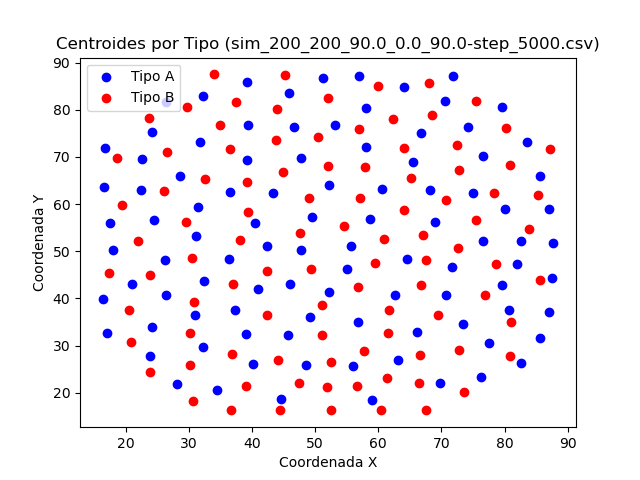 Centroides por Tipo (sim_200_200_90.0_0.0_90.0-step_5000.csv)
Tipo A
Tipo B
90
80
70
60
50
40
30
20
Coordenada Y
20 30 40 50 60 70 80 90
Coordenada X